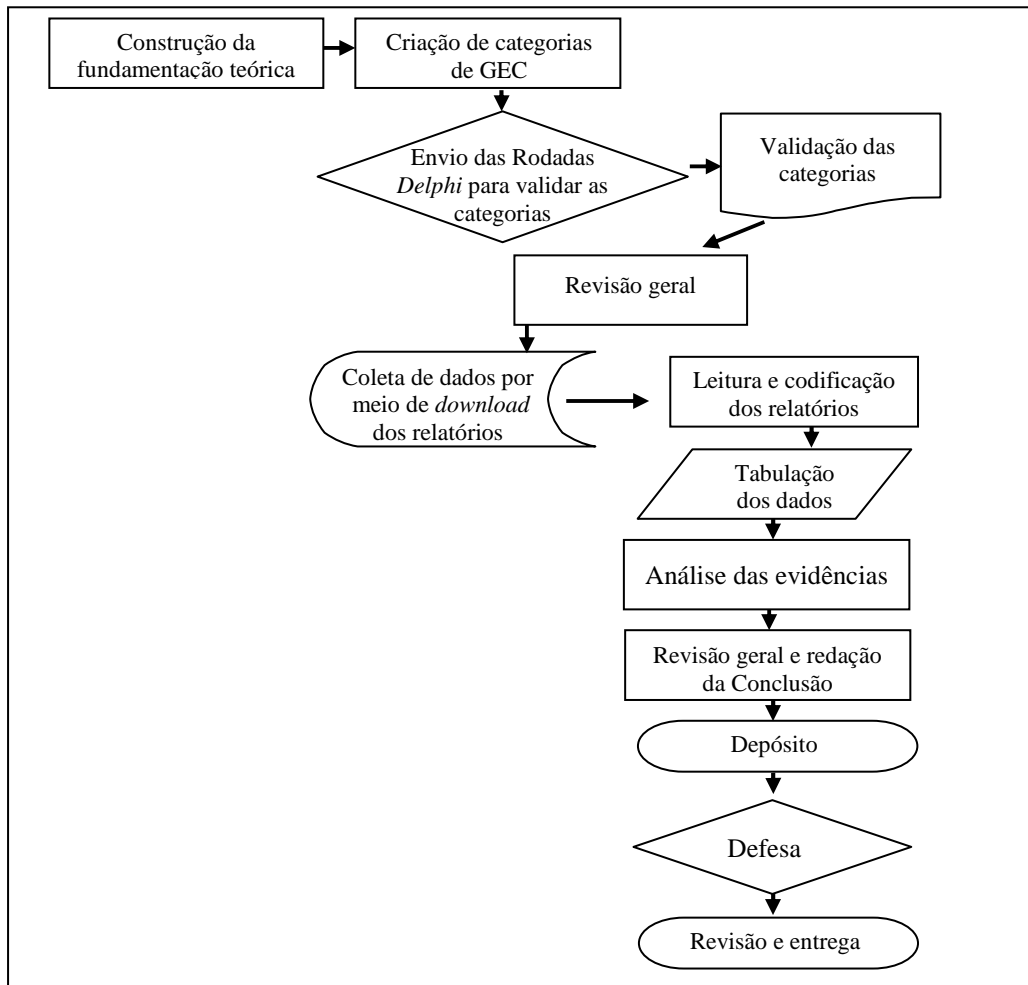 Construção da
fundamentação teórica
Criação de categorias
de GEC
Envio das Rodadas
Delphi para validar as
categorias
Validação das
categorias
Revisão geral
Coleta de dados por
meio de download
dos relatórios
Leitura e codificação
dos relatórios
Tabulação
dos dados
Análise das evidências
Revisão geral e redação
da Conclusão
Depósito
Defesa
Revisão e entrega